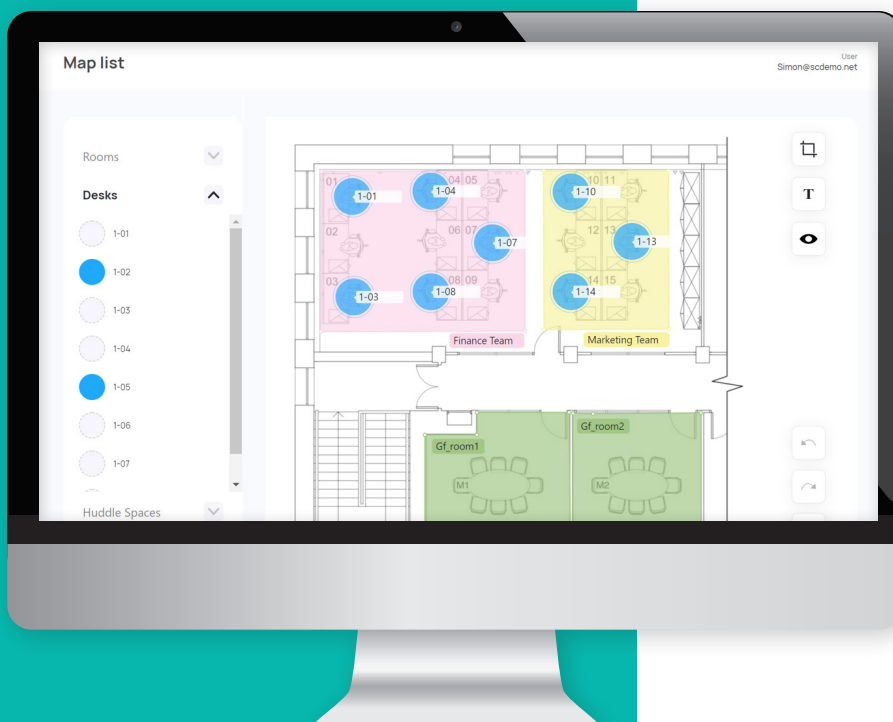 Map list
User
Simon@scdemo.net
Rooms
Desks
1-01
1-02
1-03
1-04
1-05
1-06
1-07
Huddle Spaces
01
1-01
04 05
1-04
10 11
1-10
T
02
06 07
1-07
12 13
1-13
03
1-03
08 09
1-08
14 15
1-14
Finance Team
Marketing Team
Gf_room1
Gf_room2
M1
M2